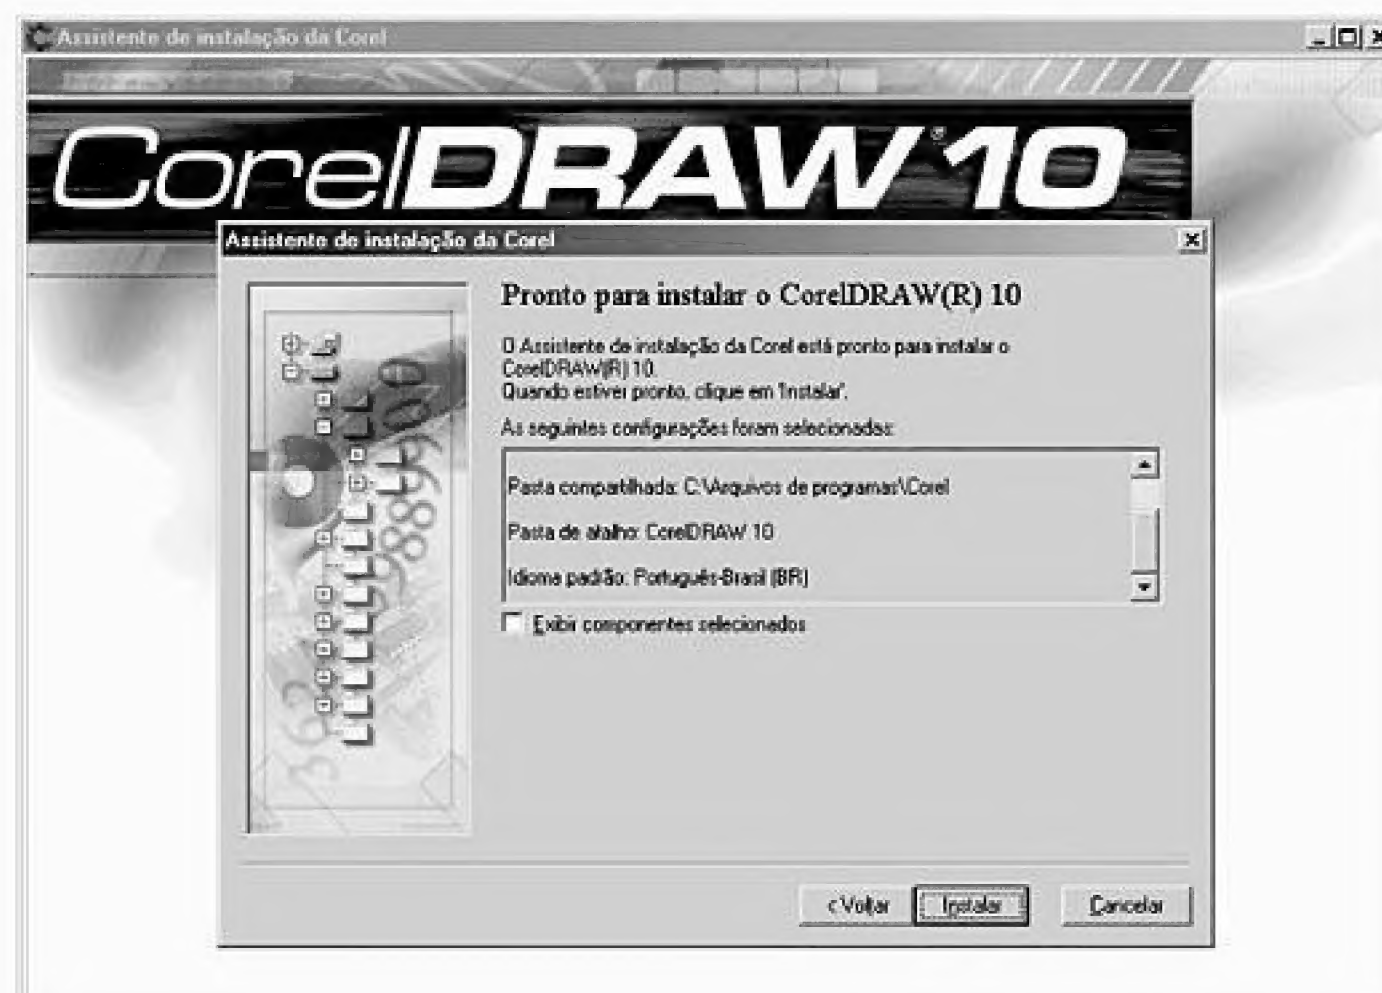 Assistente de instalação da Corel
CorelDRAW® 10
Assistente de instalação da Corel
Pronto para instalar o CorelDRAW(R) 10
O Assistente de instalação da Corel está pronto para instalar o
CorelDRAW(R) 10.
Quando estiver pronto, clique em 'Instalar'.
As seguintes configurações foram selecionadas:
Pasta compartilhada: C:\Arquivos de programas\Corel
Pasta de atalho: CorelDRAW 10
Idioma padrão: Português-Brasil (BR)
Exibir componentes selecionados
< Voltar Instalar Cancelar